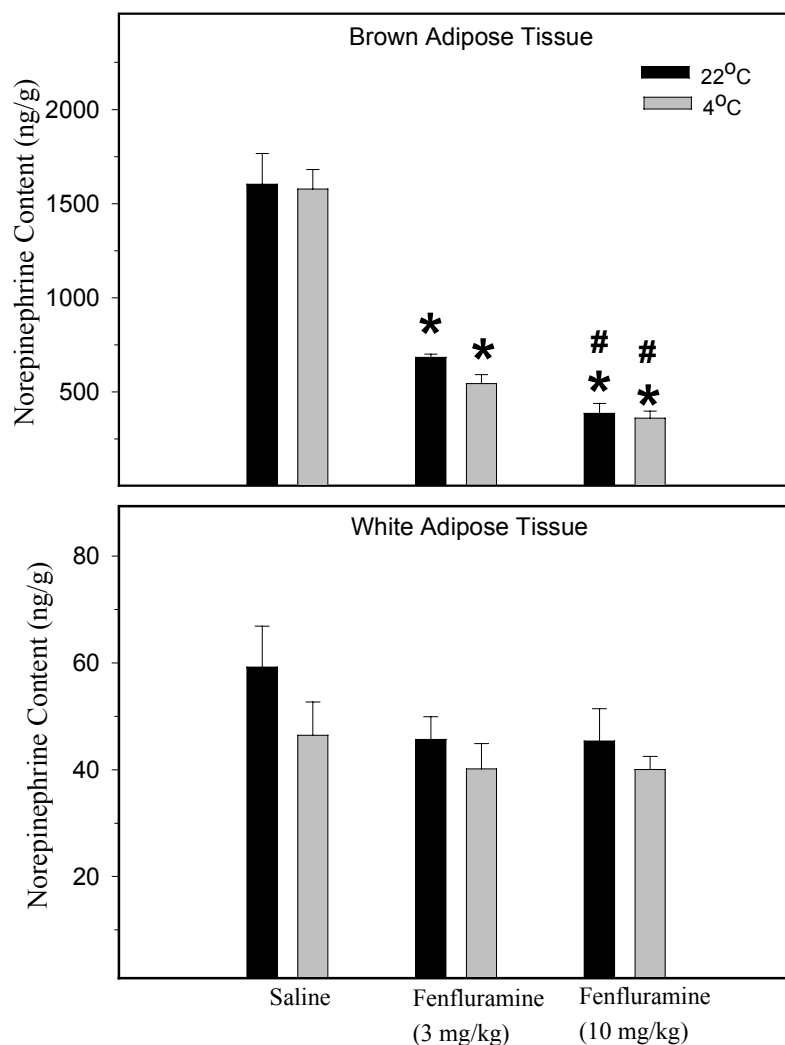 Brown Adipose Tissue
22°C
4°C
Norepinephrine Content (ng/g)
2000
1500
1000
500
* * # # * *
White Adipose Tissue
Norepinephrine Content (ng/g)
80
60
40
20
Saline
Fenfluramine
(3 mg/kg)
Fenfluramine
(10 mg/kg)